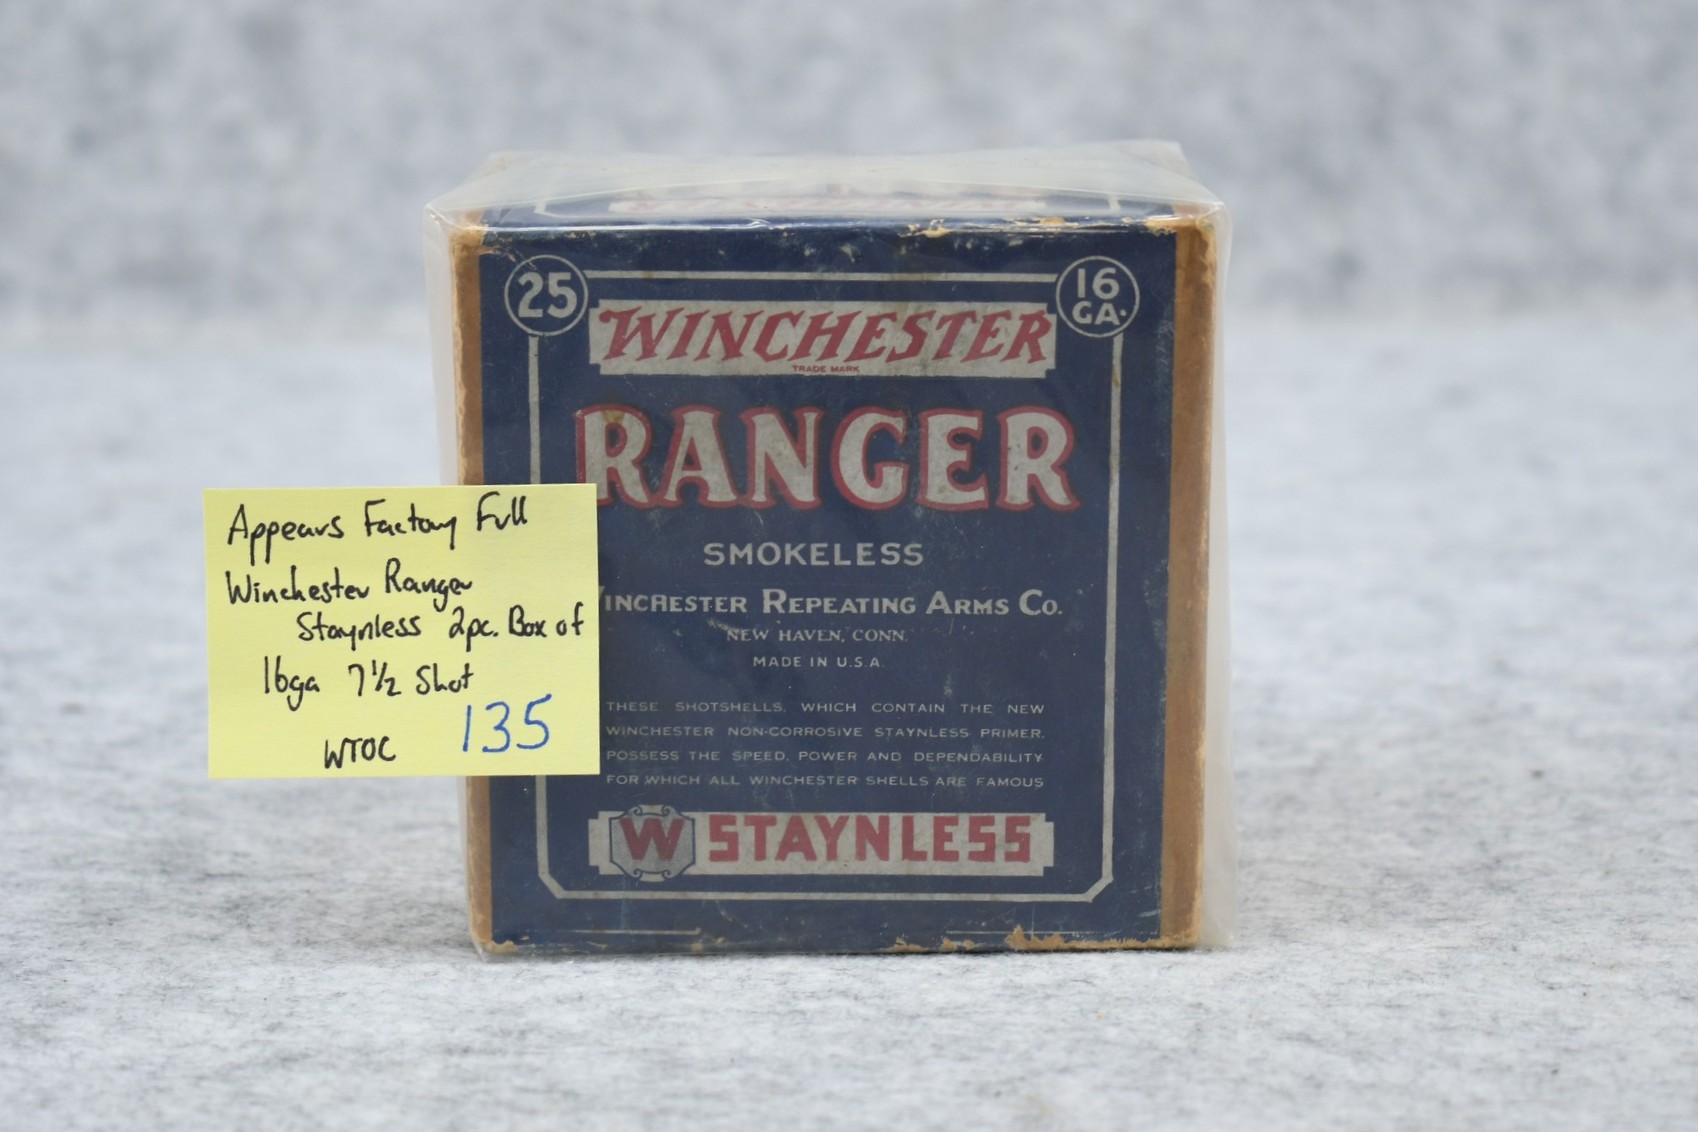 25
16
GA.
WINCHESTER
TRADE MARK
RANGER
SMOKELESS
INCHESTER REPEATING ARMS CO.
NEW HAVEN, CONN.
MADE IN U.S.A.
THESE SHOTSHELLS, WHICH CONTAIN THE NEW
WINCHESTER NON-CORROSIVE STAYNLESS PRIMER,
POSSESS THE SPEED, POWER AND DEPENDABILITY
FOR WHICH ALL WINCHESTER SHELLS ARE FAMOUS
W STAYNLESS
Appears Factory Full
Winchester Ranger
Staynless 2pc. Box of
16ga 7½ Shot
WTOC 135